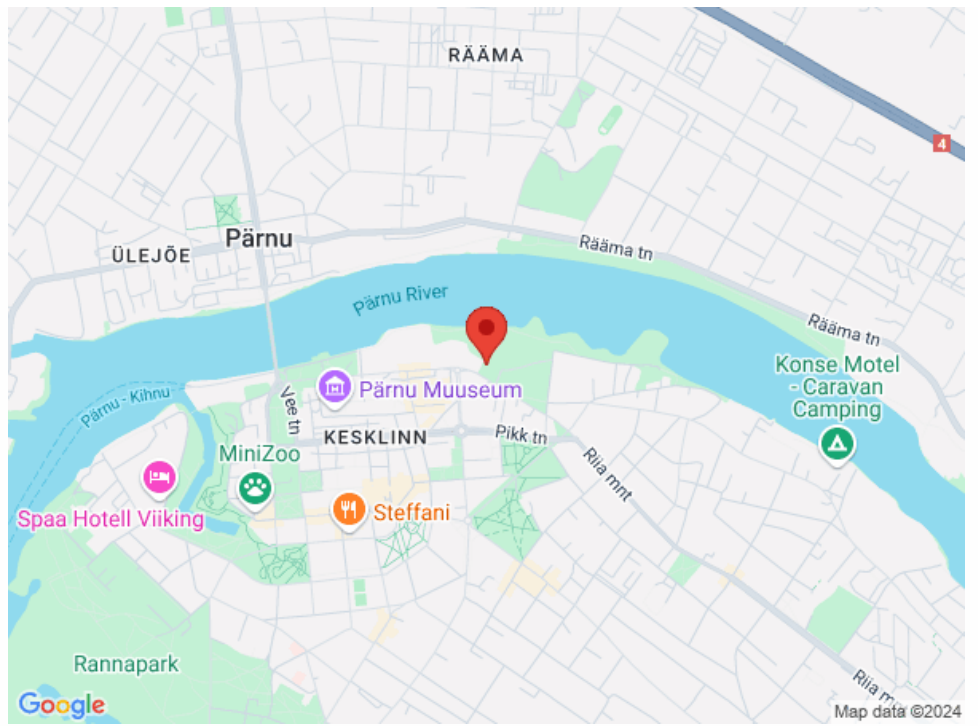 RÄÄMA
4
Rääma tn
Pärnu
ÜLEJÕE
Pärnu River
Rääma tn
Konse Motel
- Caravan
Camping
Pärnu Muuseum
Pärnu - Kihnu
Vee tn
KESKLINN
Pikk tn
MiniZoo
Riia mnt
Spaa Hotell Viiking
Steffani
Rannapark
Riia m
Google
Map data ©2024